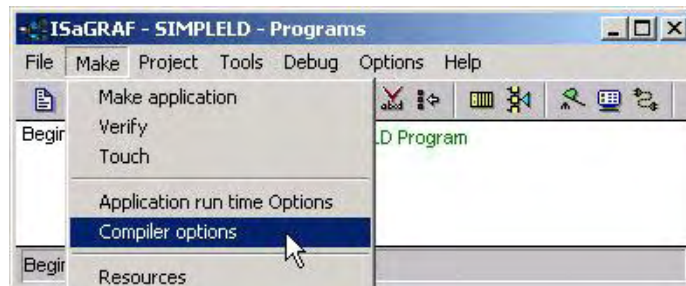 ISaGRAF - SIMPLELD - Programs
File Make Project Tools Debug Options Help
Make application
Begin
.D Program
Verify
Touch
Application run time Options
Compiler options
Begin
Resources